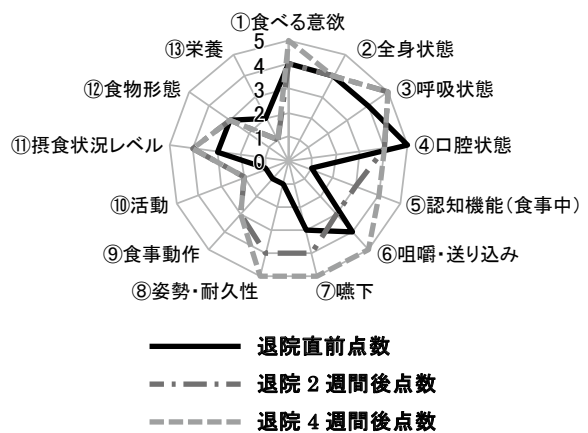 ①食べる意欲
②全身状態
③呼吸状態
④口腔状態
⑤認知機能（食事中）
⑥咀嚼・送り込み
⑦嚥下
⑧姿勢・耐久性
⑨食事動作
⑩活動
⑪摂食状況レベル
⑫食物形態
⑬栄養
5
4
3
2
1
0
退院直前点数
退院 2 週間後点数
退院 4 週間後点数